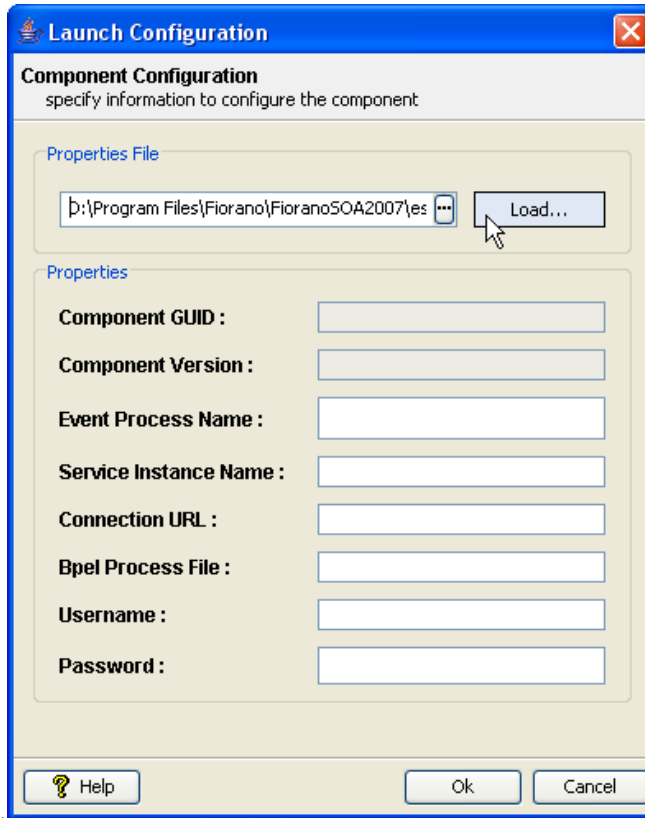 Launch Configuration
Component Configuration
specify information to configure the component
Properties File
D:\Program Files\Fiorano\FioranoSOA2007\es
...
Load...
Properties
Component GUID :
Component Version :
Event Process Name :
Service Instance Name :
Connection URL :
Bpel Process File :
Username :
Password :
? Help
Ok
Cancel